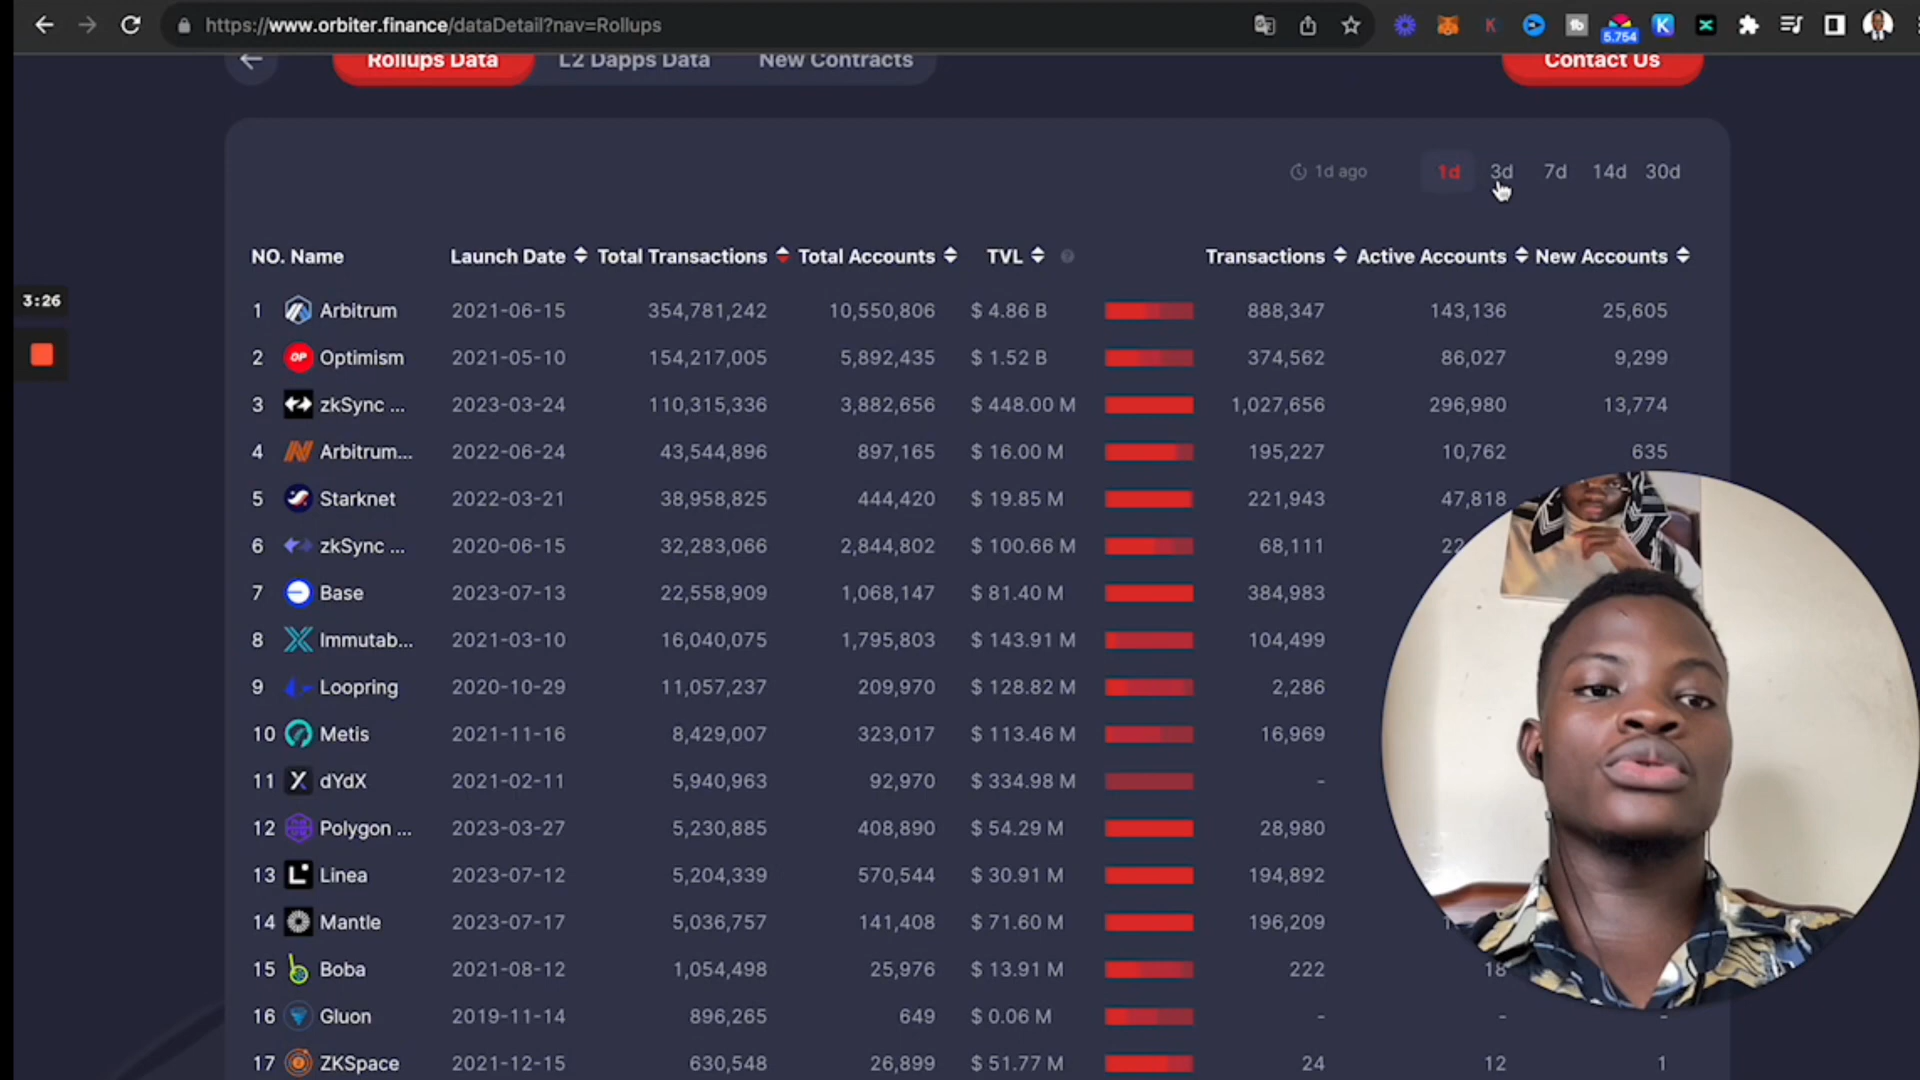 https://www.orbiter.finance/dataDetail?nav=Rollups
5.754
Rollups Data L2 Dapps Data New Contracts Contact Us
1d ago 1d 3d 7d 14d 30d
NO. Name Launch Date Total Transactions Total Accounts TVL Transactions Active Accounts New Accounts
3:26
1 Arbitrum 2021-06-15 354,781,242 10,550,806 $ 4.86 B 888,347 143,136 25,605
2 OP Optimism 2021-05-10 154,217,005 5,892,435 $ 1.52 B 374,562 86,027 9,299
3 zkSync ... 2023-03-24 110,315,336 3,882,656 $ 448.00 M 1,027,656 296,980 13,774
4 Arbitrum... 2022-06-24 43,544,896 897,165 $ 16.00 M 195,227 10,762 635
5 Starknet 2022-03-21 38,958,825 444,420 $ 19.85 M 221,943 47,818
6 zkSync ... 2020-06-15 32,283,066 2,844,802 $ 100.66 M 68,111
7 Base 2023-07-13 22,558,909 1,068,147 $ 81.40 M 384,983
8 Immutab... 2021-03-10 16,040,075 1,795,803 $ 143.91 M 104,499
9 Loopring 2020-10-29 11,057,237 209,970 $ 128.82 M 2,286
10 Metis 2021-11-16 8,429,007 323,017 $ 113.46 M 16,969
11 dYdX 2021-02-11 5,940,963 92,970 $ 334.98 M -
12 Polygon ... 2023-03-27 5,230,885 408,890 $ 54.29 M 28,980
13 Linea 2023-07-12 5,204,339 570,544 $ 30.91 M 194,892
14 Mantle 2023-07-17 5,036,757 141,408 $ 71.60 M 196,209
15 Boba 2021-08-12 1,054,498 25,976 $ 13.91 M 222 18
16 Gluon 2019-11-14 896,265 649 $ 0.06 M - - -
17 ZKSpace 2021-12-15 630,548 26,899 $ 51.77 M 24 12 1